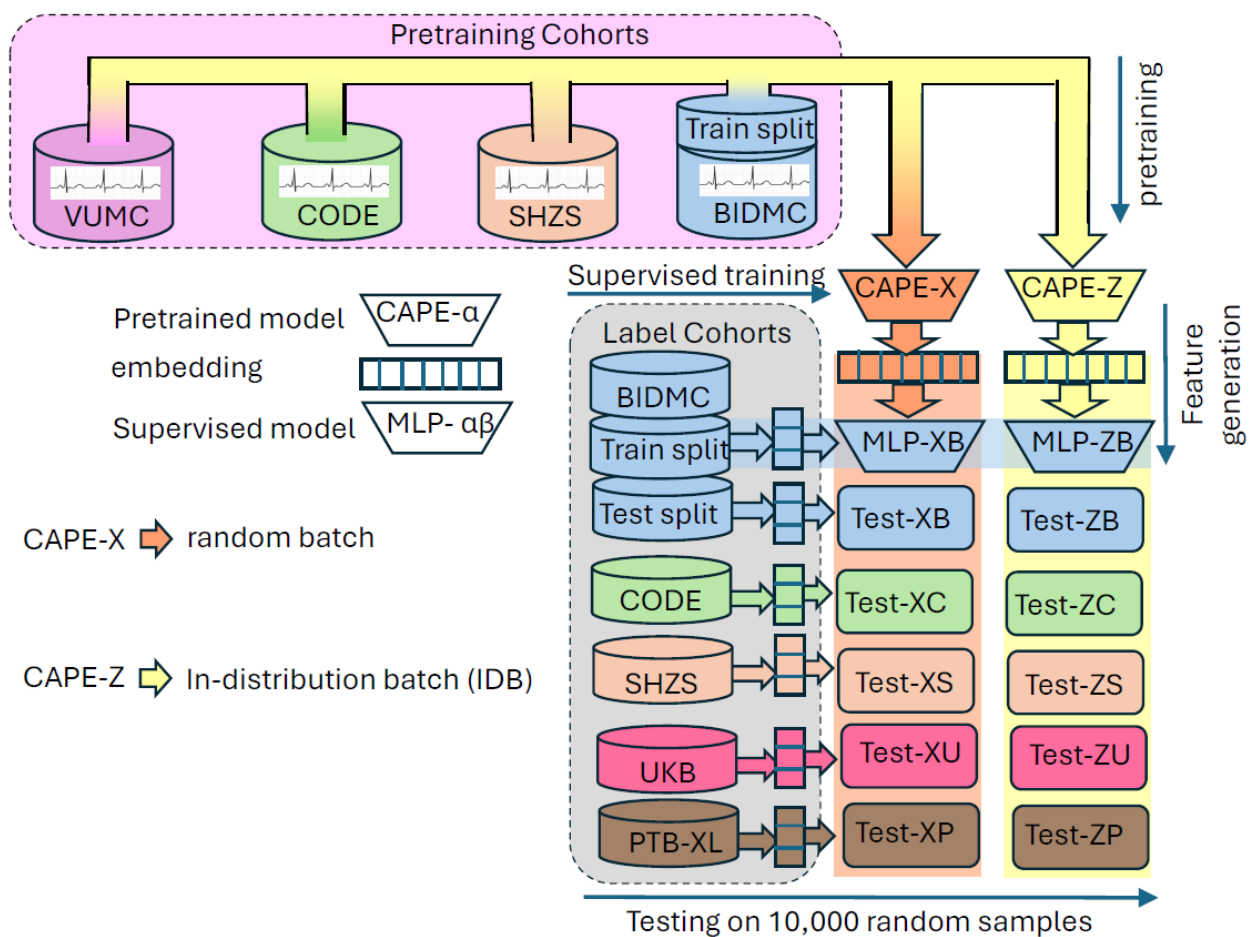 Pretraining Cohorts
pretraining
Train split
VUMC
CODE
SHZS
BIDMC
Supervised training
CAPE-X
CAPE-Z
Feature
generation
Pretrained model
CAPE-α
embedding
Supervised model
MLP- αβ
Label Cohorts
BIDMC
Train split
MLP-XB
MLP-ZB
Test split
Test-XB
Test-ZB
CAPE-X
random batch
CODE
Test-XC
Test-ZC
CAPE-Z
In-distribution batch (IDB)
SHZS
Test-XS
Test-ZS
UKB
Test-XU
Test-ZU
PTB-XL
Test-XP
Test-ZP
Testing on 10,000 random samples